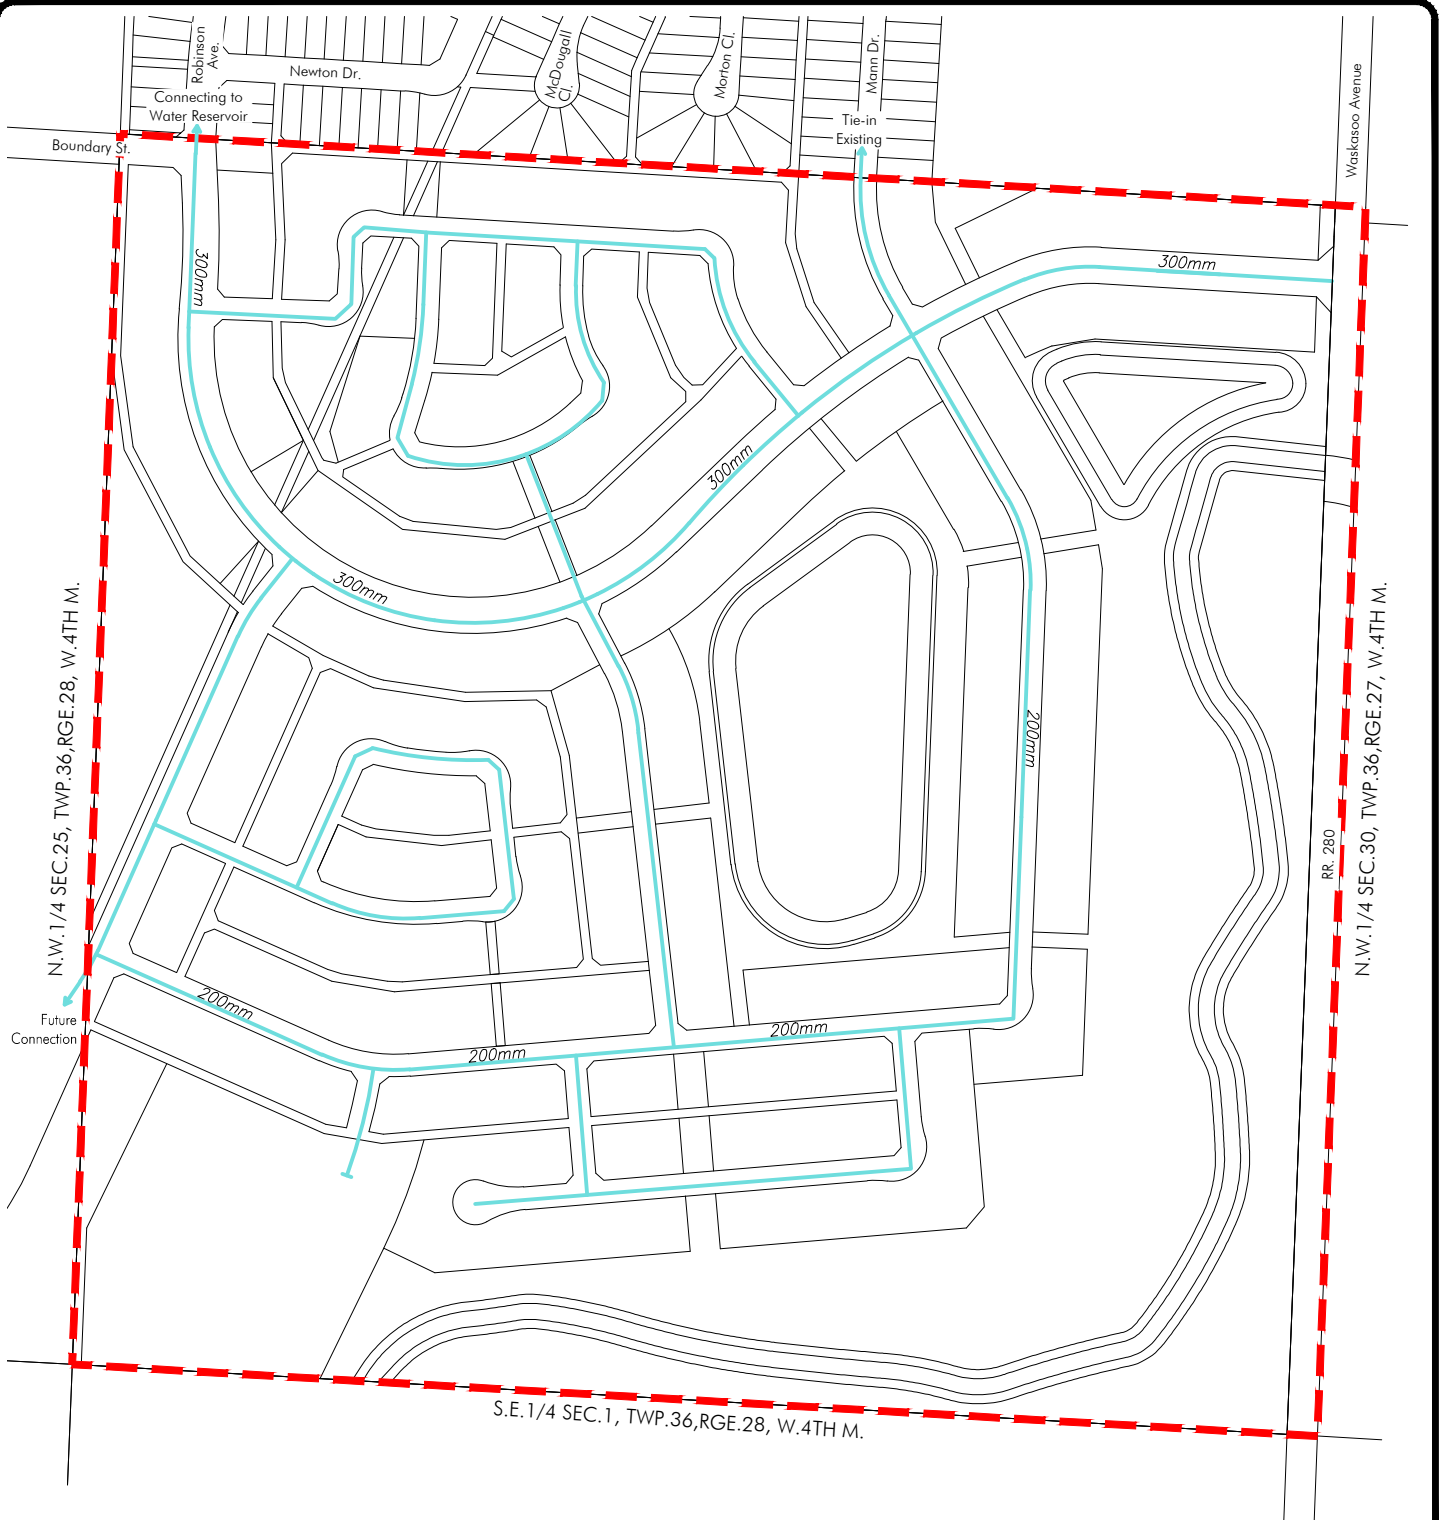 Robinson
Ave.
Newton Dr.
McDougall
Cl.
Morton Cl.
Mann Dr.
Waskasoo Avenue
Connecting to
Water Reservoir
Tie-in
Existing
Boundary St.
300mm
300mm
300mm
300mm
N.W.1/4 SEC.25, TWP.36,RGE.28, W.4TH M.
200mm
RR. 280
N.W.1/4 SEC.30, TWP.36,RGE.27, W.4TH M.
200mm
Future
Connection
200mm
200mm
S.E.1/4 SEC.1, TWP.36,RGE.28, W.4TH M.